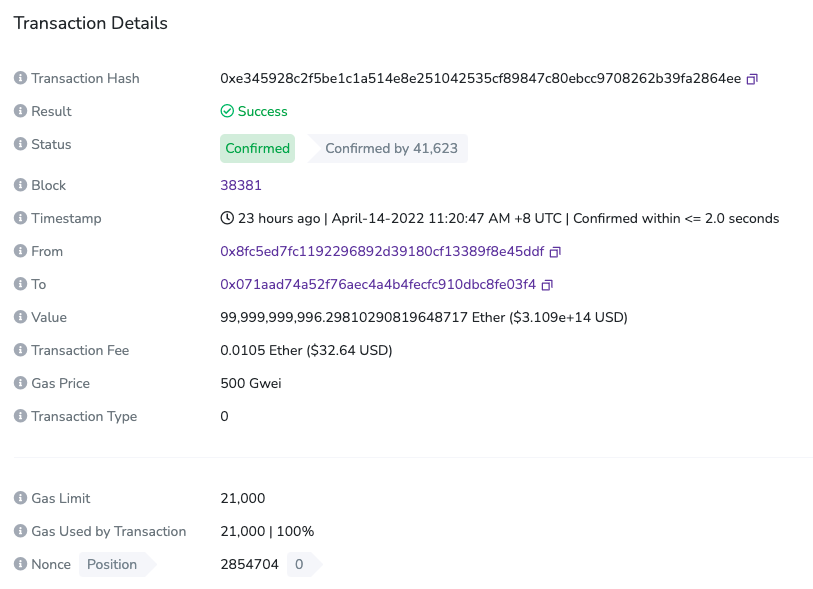 Transaction Details
Transaction Hash 0xe345928c2f5be1c1a514e8e251042535cf89847c80ebcc9708262b39fa2864ee
Result Success
Status Confirmed Confirmed by 41,623
Block 38381
Timestamp 23 hours ago | April-14-2022 11:20:47 AM +8 UTC | Confirmed within <= 2.0 seconds
From 0x8fc5ed7fc1192296892d39180cf13389f8e45ddf
To 0x071aad74a52f76aec4a4b4fecfc910dbc8fe03f4
Value 99,999,999,996.29810290819648717 Ether ($3.109e+14 USD)
Transaction Fee 0.0105 Ether ($32.64 USD)
Gas Price 500 Gwei
Transaction Type 0
Gas Limit 21,000
Gas Used by Transaction 21,000 | 100%
Nonce Position 2854704 0